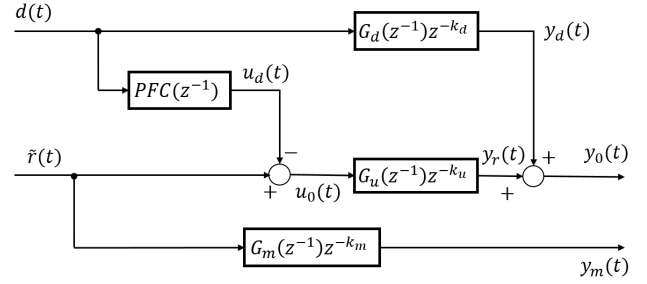 d(t)
G_d(z^{-1})z^{-k_d}
y_d(t)
PFC(z^{-1})
u_d(t)
−
r̃(t)
+
u_0(t)
G_u(z^{-1})z^{-k_u}
y_r(t)
+
+
y_0(t)
G_m(z^{-1})z^{-k_m}
y_m(t)